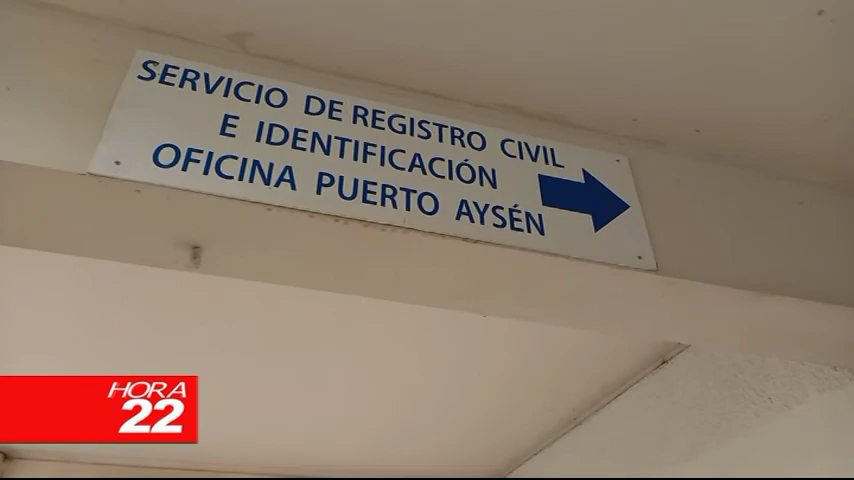 SERVICIO DE REGISTRO CIVIL
E IDENTIFICACIÓN
OFICINA PUERTO AYSÉN
HORA
22